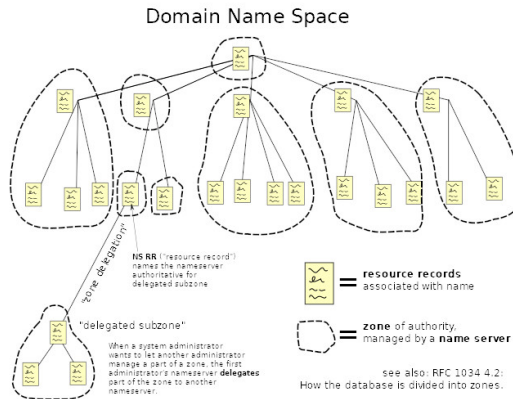 Domain Name Space
"zone delegation"
NS RR ("resource record")
names the nameserver
authoritative for
delegated subzone
"delegated subzone"
When a system administrator
wants to let another administrator
manage a part of a zone, the first
administrator's nameserver delegates
part of the zone to another
nameserver.
= resource records
associated with name
= zone of authority,
managed by a name server
see also: RFC 1034 4.2:
How the database is divided into zones.